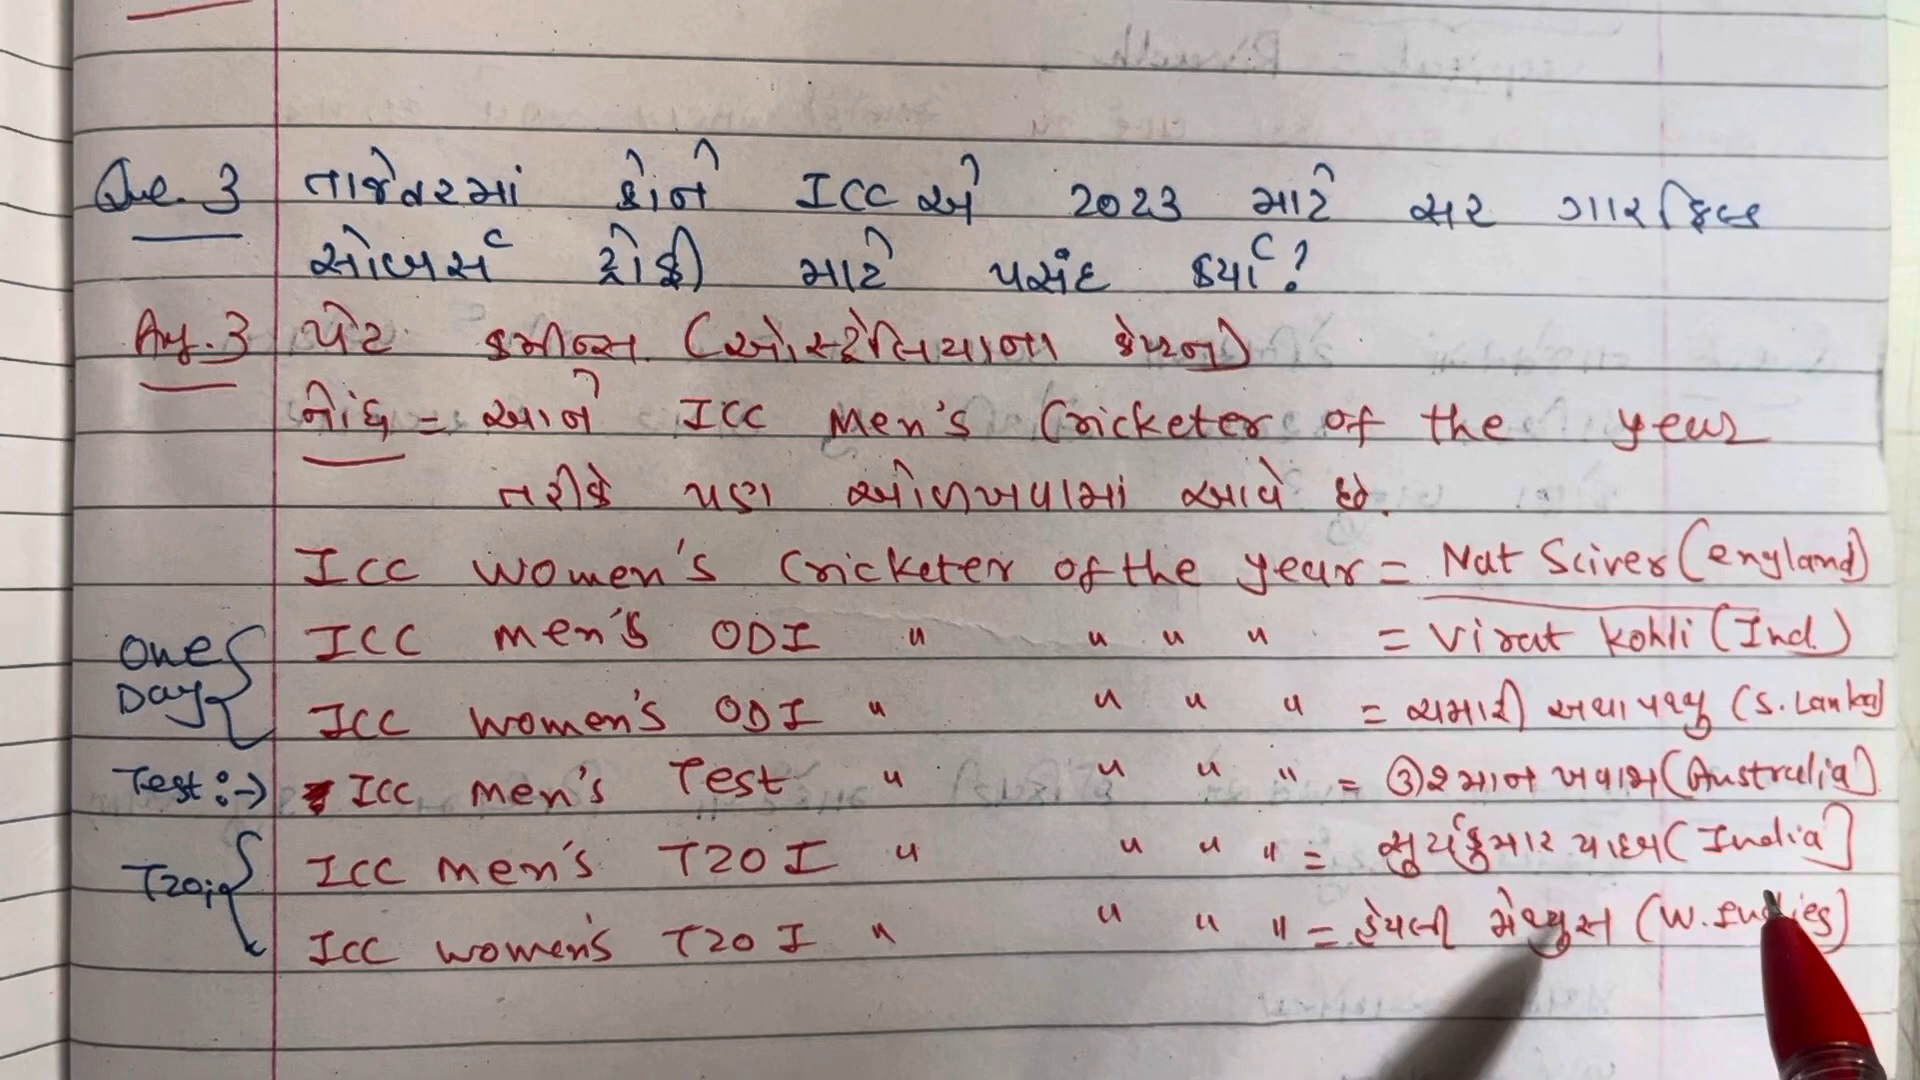 Que. 3 તાજેતરમાં કોને ICC એ 2023 માટે સર ગારફિલ્ડ
સોબર્સ ટ્રોફી માટે પસંદ કર્યાં?
Ans. 3 પેટ કમીન્સ (ઓસ્ટ્રેલિયાના કેપ્ટન)
નોંધ = આને ICC Men's Cricketer of the year
તરીકે પણ ઓળખવામાં આવે છે.
ICC women's Cricketer of the year = Nat Sciver (england)
One Day ICC men's ODI " " " " = Virat Kohli (Ind.)
ICC women's ODI " " " " = ચમારી અથાપથ્થુ (S. Lanka)
Test :→ ICC men's Test " " " " = ઉસ્માન ખ્વાજા (Australia)
T20: ICC men's T20 I " " " " = સુર્યકુમાર યાદવ (India)
ICC women's T20 I " " " " = હેયલી મેથ્યુસ (W. Indies)